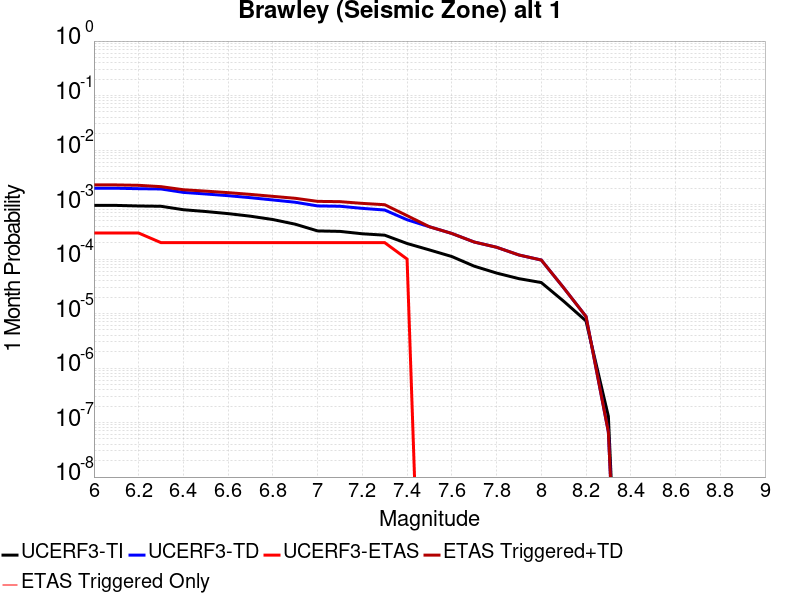 Brawley (Seismic Zone) alt 1
10^0
10^-1
10^-2
10^-3
10^-4
10^-5
10^-6
10^-7
10^-8
1 Month Probability
6 6.2 6.4 6.6 6.8 7 7.2 7.4 7.6 7.8 8 8.2 8.4 8.6 8.8 9
Magnitude
UCERF3-TI UCERF3-TD UCERF3-ETAS ETAS Triggered+TD
ETAS Triggered Only